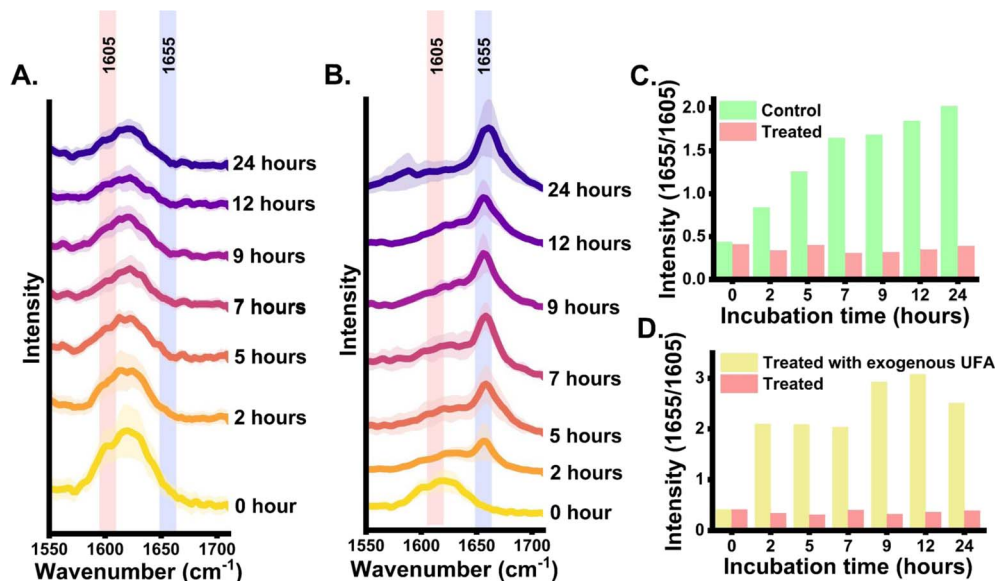 A.
1605
1655
24 hours
12 hours
9 hours
7 hours
5 hours
2 hours
0 hour
Intensity
1550
1600
1650
1700
Wavenumber (cm⁻¹)
B.
1605
1655
24 hours
12 hours
9 hours
7 hours
5 hours
2 hours
0 hour
Intensity
1550
1600
1650
1700
Wavenumber (cm⁻¹)
C.
Control
Treated
2.0
1.5
1.0
0.5
0.0
Intensity (1655/1605)
0 2 5 7 9 12 24
Incubation time (hours)
D.
Treated with exogenous UFA
Treated
3
2
1
0
Intensity (1655/1605)
0 2 5 7 9 12 24
Incubation time (hours)